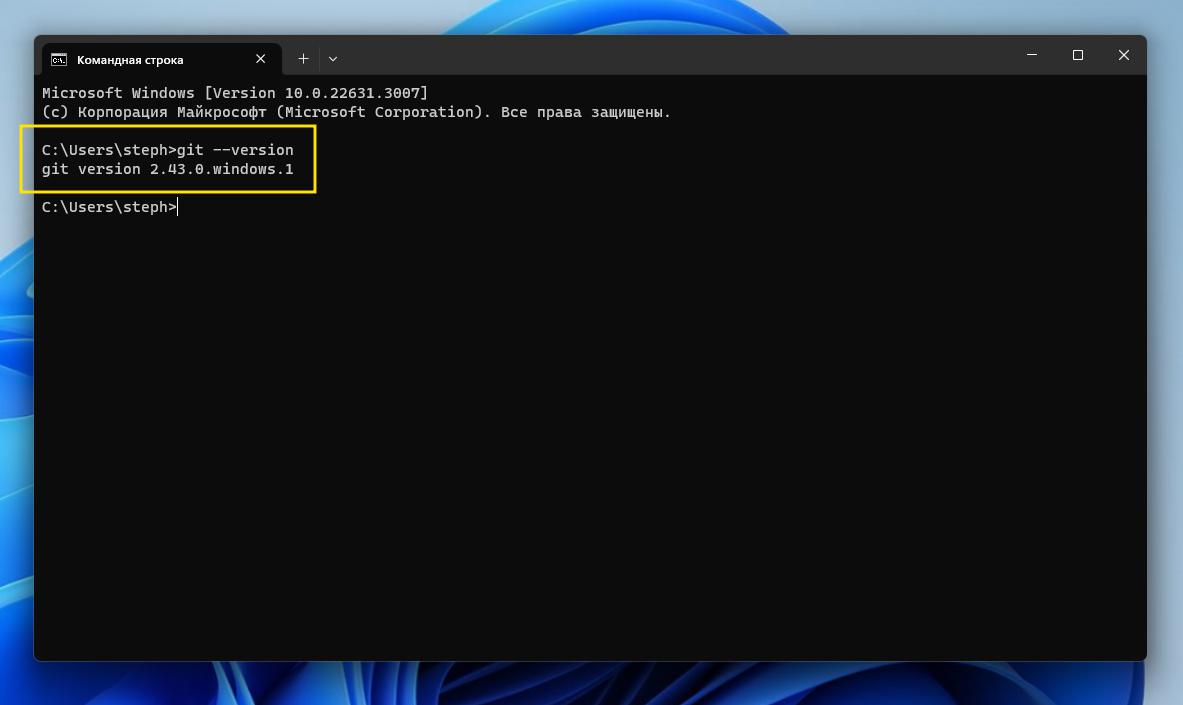 Командная строка
Microsoft Windows [Version 10.0.22631.3007]
(c) Корпорация Майкрософт (Microsoft Corporation). Все права защищены.
C:\Users\steph>git --version
git version 2.43.0.windows.1
C:\Users\steph>